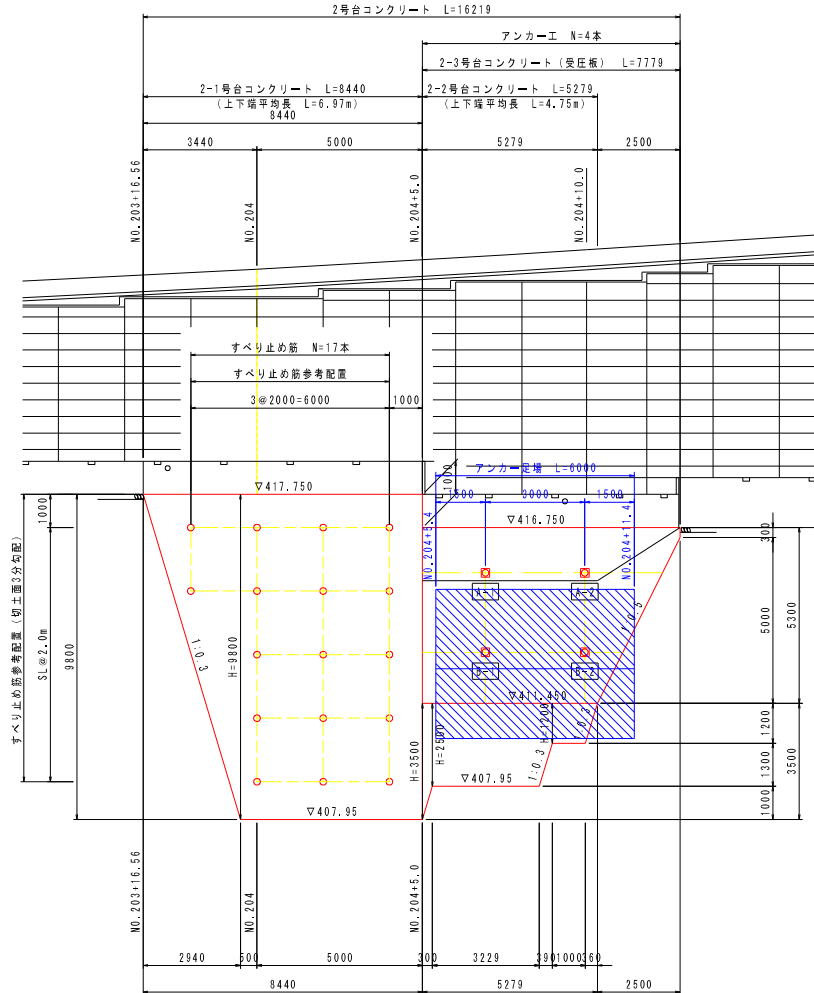 2号台コンクリート L=16219
アンカー工 N=4本
2-3号台コンクリート(受圧板) L=7779
2-1号台コンクリート L=8440
(上下端平均長 L=6.97m)
2-2号台コンクリート L=5279
(上下端平均長 L=4.75m)
8440
3440
5000
5279
2500
NO.203+16.56
NO.204
NO.204+5.0
NO.204+10.0
すべり止め筋 N=17本
すべり止め筋参考配置
3@2000=6000
1000
アンカー足場 L=6000
1000
1500
3000
1500
▽417.750
▽416.750
NO.204+5.4
NO.204+11.4
A-1
A-2
B-1
B-2
すべり止め筋参考配置(切土面3分勾配)
1000
SL@2.0m
9800
1:0.3
H=9800
1:0.5
300
5000
5300
▽411.450
H=1200
H=2500
H=3500
1:0.3
1:0.3
1200
1300
1000
3500
▽407.95
▽407.95
NO.203+16.56
NO.204
NO.204+5.0
2940
500
5000
300
3229
390
1000
360
8440
5279
2500